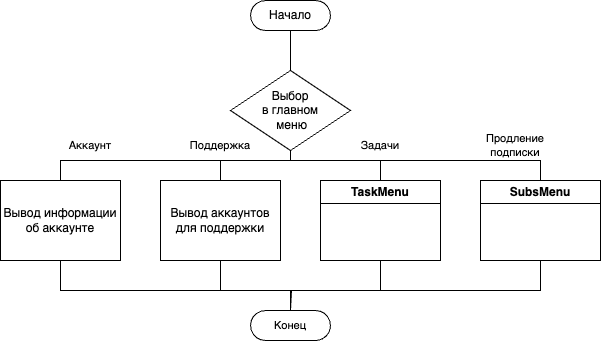 Начало
Выбор
в главном
меню
Аккаунт
Поддержка
Задачи
Продление
подписки
Вывод информации
об аккаунте
Вывод аккаунтов
для поддержки
TaskMenu
SubsMenu
Конец